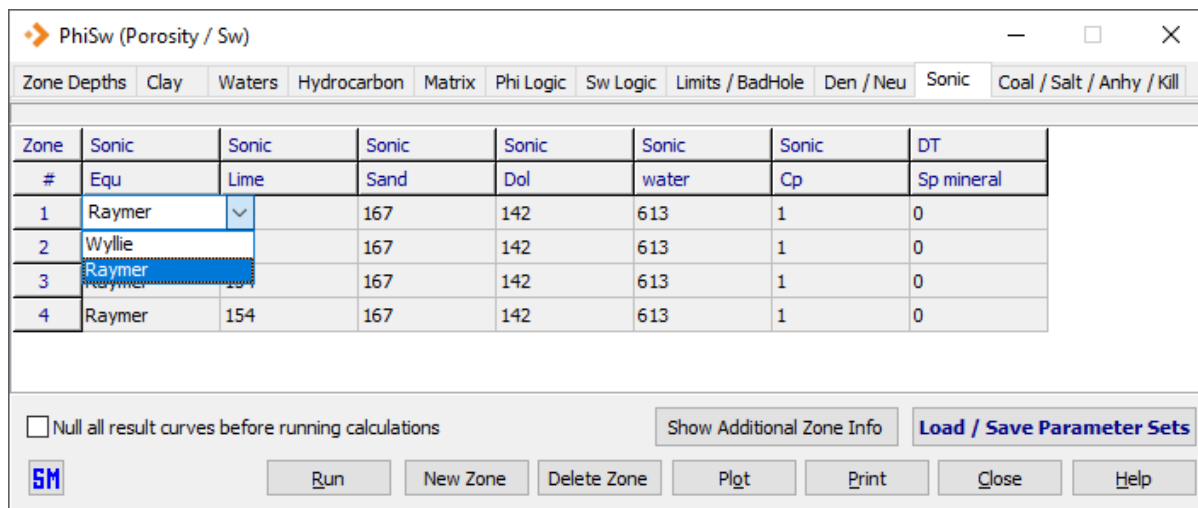 PhiSw (Porosity / Sw)
Zone Depths Clay Waters Hydrocarbon Matrix Phi Logic Sw Logic Limits / BadHole Den / Neu Sonic Coal / Salt / Anhy / Kill
Zone Sonic Sonic Sonic Sonic Sonic Sonic DT
# Equ Lime Sand Dol water Cp Sp mineral
1 Raymer 167 142 613 1 0
2 Wyllie 167 142 613 1 0
Raymer
3 167 142 613 1 0
4 Raymer 154 167 142 613 1 0
Null all result curves before running calculations Show Additional Zone Info Load / Save Parameter Sets
SM Run New Zone Delete Zone Plot Print Close Help